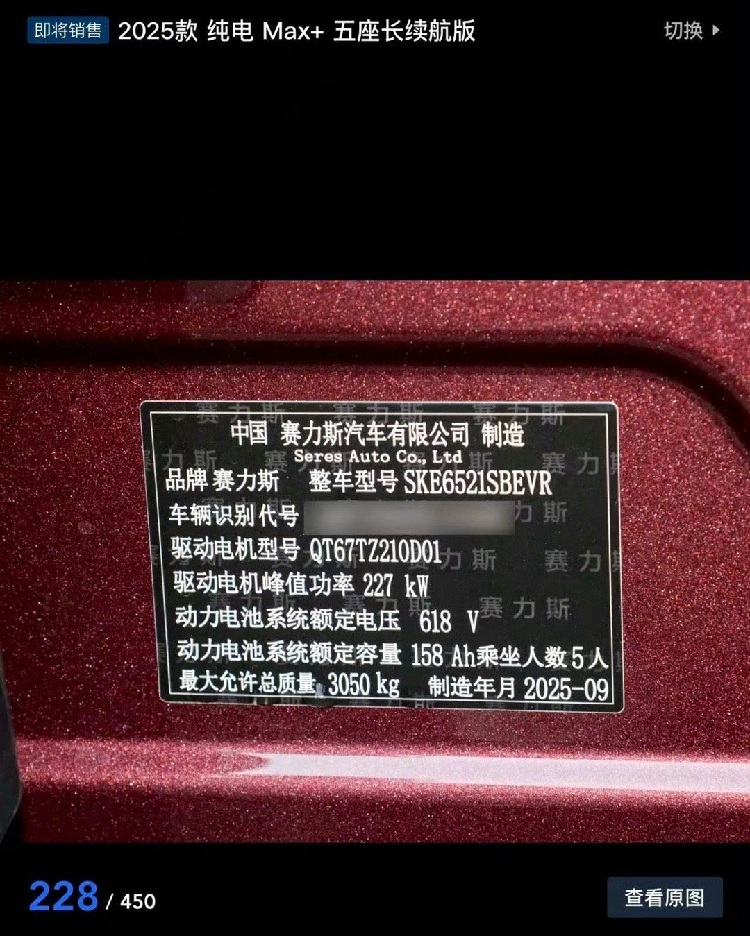 即将销售 2025款 纯电 Max+ 五座长续航版 切换
中国 赛力斯汽车有限公司 制造
Seres Auto Co., Ltd
品牌 赛力斯 整车型号 SKE6521SBEVR
车辆识别代号
驱动电机型号 QT67TZ210D01
驱动电机峰值功率 227 kW
动力电池系统额定电压 618 V
动力电池系统额定容量 158 Ah乘坐人数5人
最大允许总质量 3050 kg 制造年月 2025-09
228 / 450 查看原图